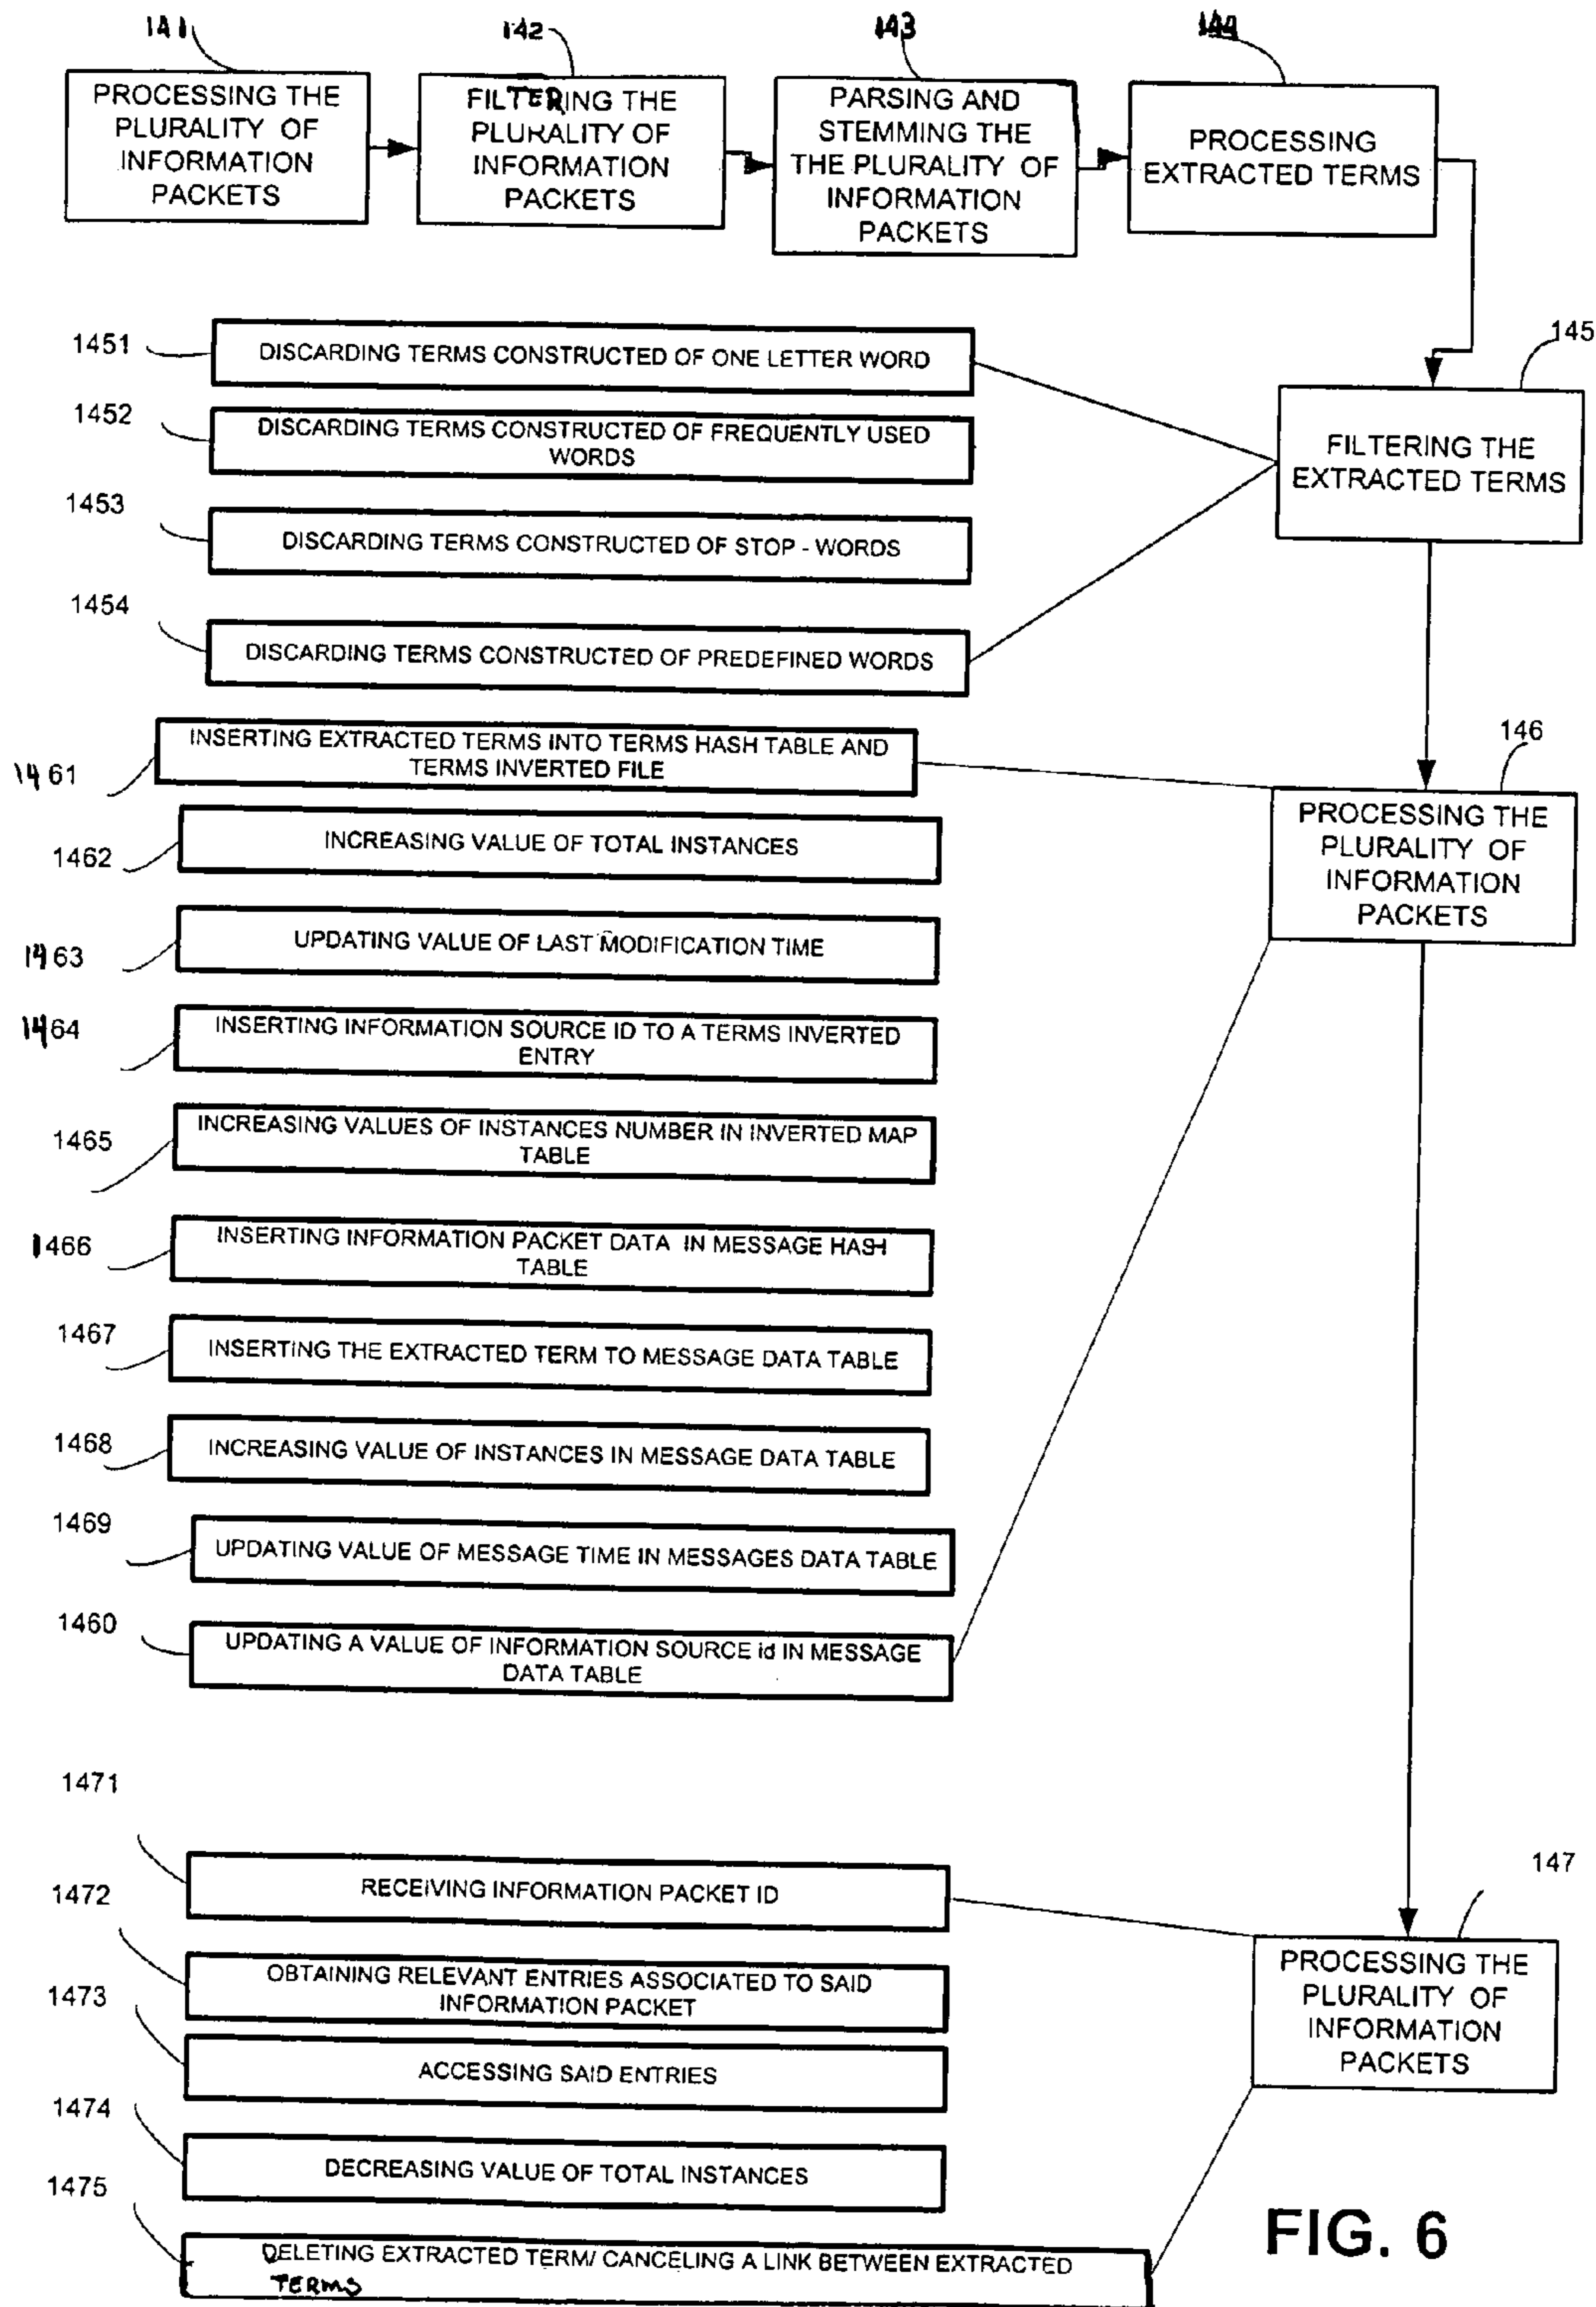 141
PROCESSING THE
PLURALITY OF
INFORMATION
PACKETS
142
FILTERING THE
PLURALITY OF
INFORMATION
PACKETS
143
PARSING AND
STEMMING THE
THE PLURALITY OF
INFORMATION
PACKETS
144
PROCESSING
EXTRACTED TERMS
145
FILTERING THE
EXTRACTED TERMS
1451
DISCARDING TERMS CONSTRUCTED OF ONE LETTER WORD
1452
DISCARDING TERMS CONSTRUCTED OF FREQUENTLY USED
WORDS
1453
DISCARDING TERMS CONSTRUCTED OF STOP - WORDS
1454
DISCARDING TERMS CONSTRUCTED OF PREDEFINED WORDS
146
PROCESSING THE
PLURALITY OF
INFORMATION
PACKETS
1461
INSERTING EXTRACTED TERMS INTO TERMS HASH TABLE AND
TERMS INVERTED FILE
1462
INCREASING VALUE OF TOTAL INSTANCES
1463
UPDATING VALUE OF LAST MODIFICATION TIME
1464
INSERTING INFORMATION SOURCE ID TO A TERMS INVERTED
ENTRY
1465
INCREASING VALUES OF INSTANCES NUMBER IN INVERTED MAP
TABLE
1466
INSERTING INFORMATION PACKET DATA IN MESSAGE HASH
TABLE
1467
INSERTING THE EXTRACTED TERM TO MESSAGE DATA TABLE
1468
INCREASING VALUE OF INSTANCES IN MESSAGE DATA TABLE
1469
UPDATING VALUE OF MESSAGE TIME IN MESSAGES DATA TABLE
1460
UPDATING A VALUE OF INFORMATION SOURCE id IN MESSAGE
DATA TABLE
147
PROCESSING THE
PLURALITY OF
INFORMATION
PACKETS
1471
RECEIVING INFORMATION PACKET ID
1472
OBTAINING RELEVANT ENTRIES ASSOCIATED TO SAID
INFORMATION PACKET
1473
ACCESSING SAID ENTRIES
1474
DECREASING VALUE OF TOTAL INSTANCES
1475
DELETING EXTRACTED TERM/ CANCELING A LINK BETWEEN EXTRACTED
TERMS
FIG. 6